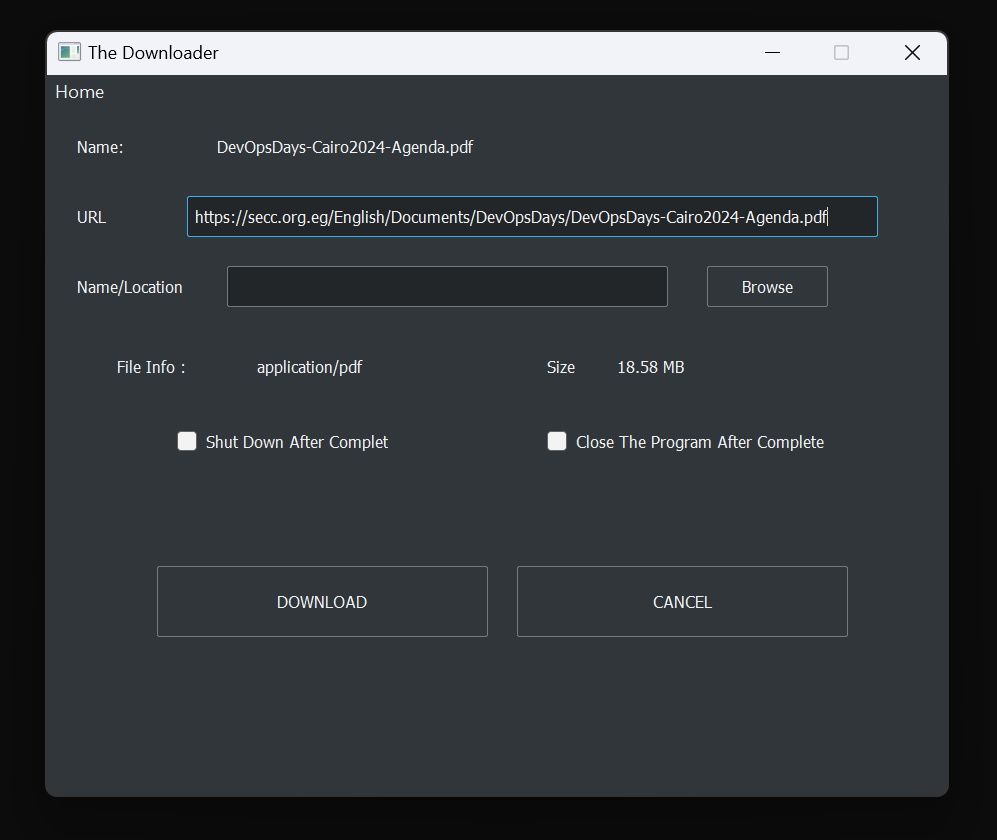 The Downloader
Home
Name: DevOpsDays-Cairo2024-Agenda.pdf
URL https://secc.org.eg/English/Documents/DevOpsDays/DevOpsDays-Cairo2024-Agenda.pdf
Name/Location Browse
File Info : application/pdf Size 18.58 MB
Shut Down After Complet Close The Program After Complete
DOWNLOAD CANCEL